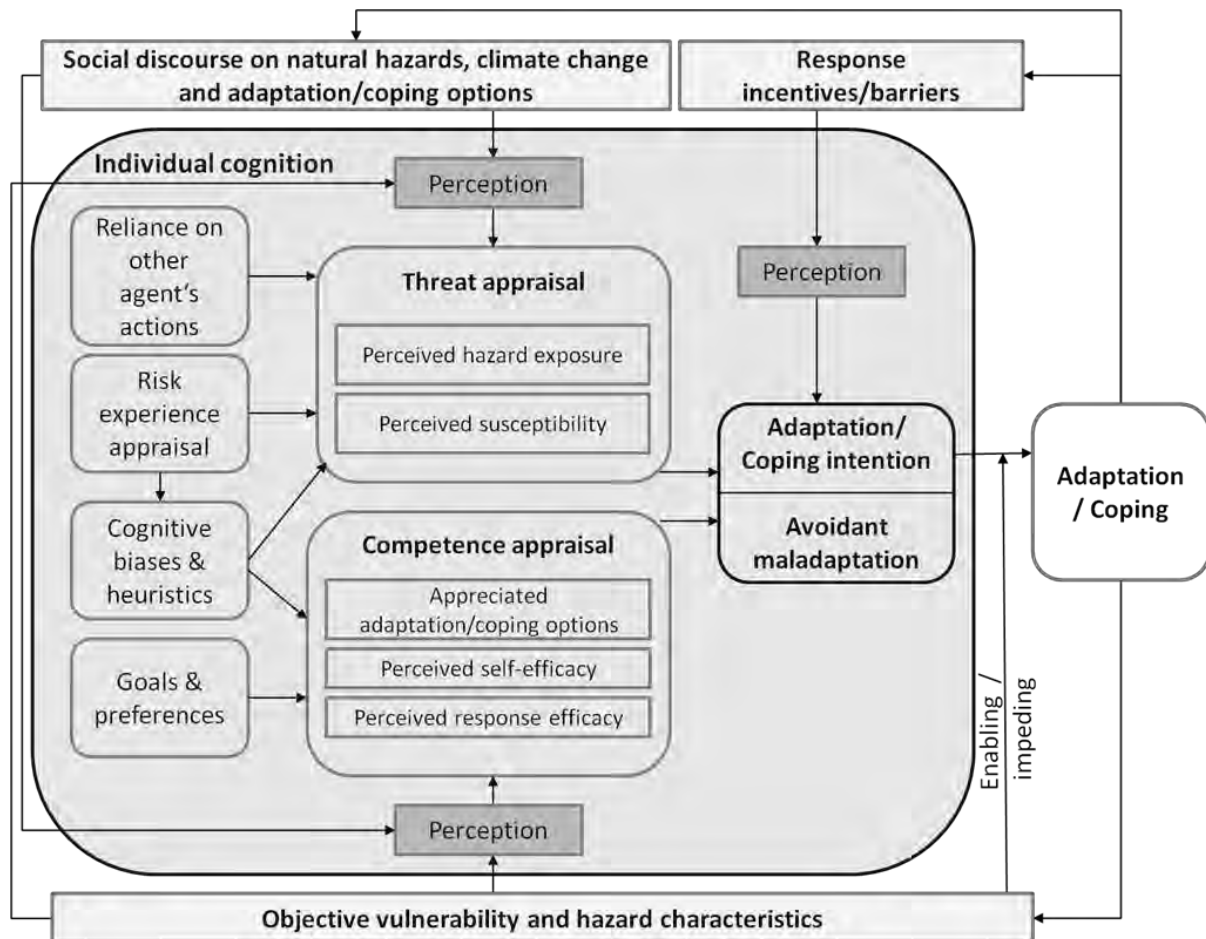 Social discourse on natural hazards, climate change
and adaptation/coping options
Response
incentives/barriers
Individual cognition
Perception
Reliance on
other
agent‘s
actions
Threat appraisal
Perceived hazard exposure
Perceived susceptibility
Perception
Risk
experience
appraisal
Adaptation/
Coping intention
Avoidant
maladaptation
Adaptation
/ Coping
Cognitive
biases &
heuristics
Competence appraisal
Appreciated
adaptation/coping options
Perceived self-efficacy
Perceived response efficacy
Goals &
preferences
Enabling /
impeding
Perception
Objective vulnerability and hazard characteristics